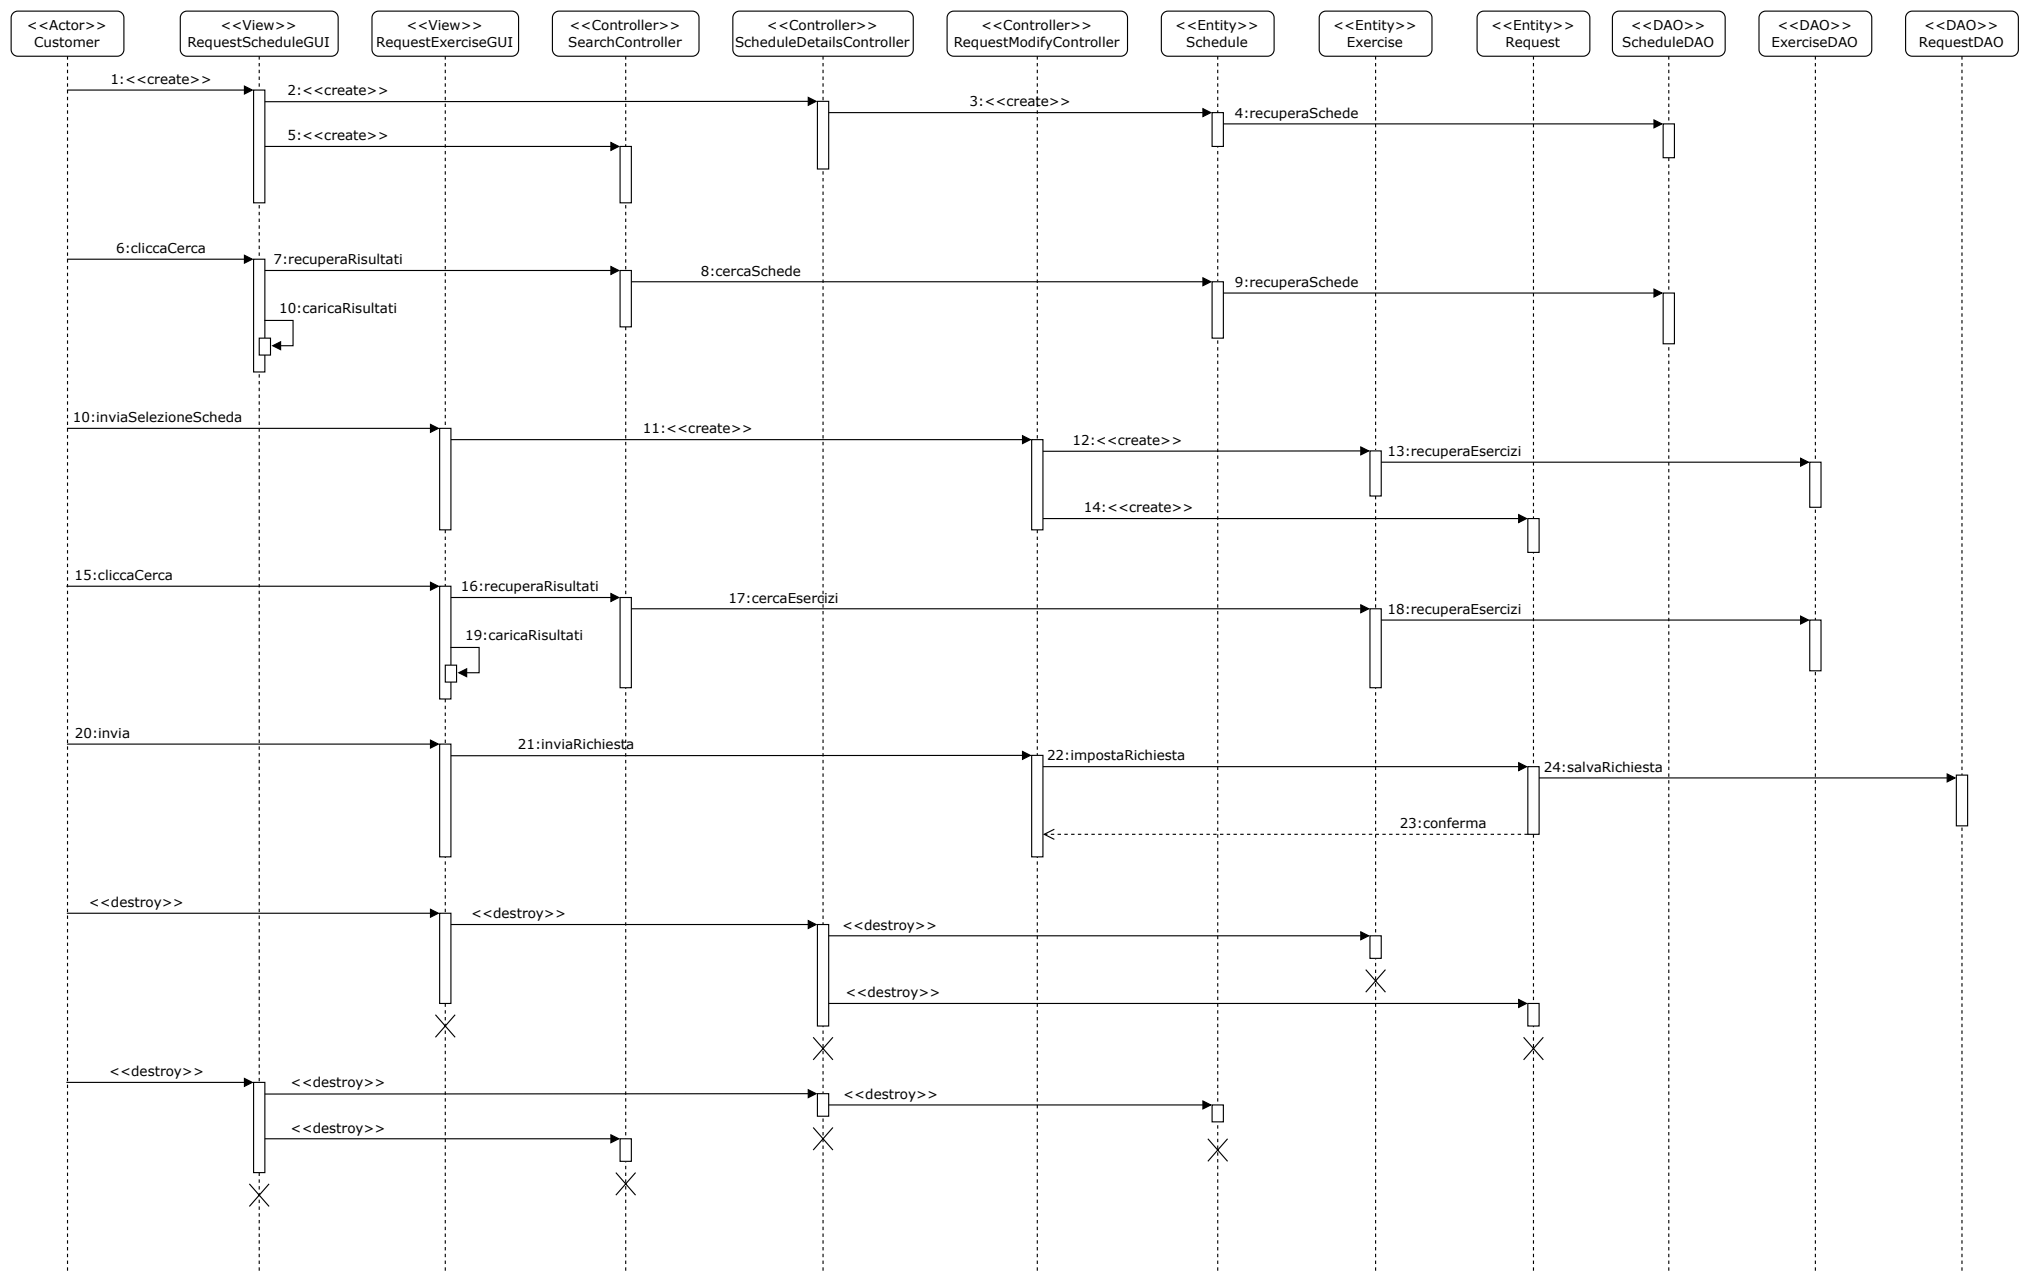 <<Actor>>
Customer
<<View>>
RequestScheduleGUI
<<View>>
RequestExerciseGUI
<<Controller>>
SearchController
<<Controller>>
ScheduleDetailsController
<<Controller>>
RequestModifyController
<<Entity>>
Schedule
<<Entity>>
Exercise
<<Entity>>
Request
<<DAO>>
ScheduleDAO
<<DAO>>
ExerciseDAO
<<DAO>>
RequestDAO
1:<<create>>
2:<<create>>
3:<<create>>
4:recuperaSchede
5:<<create>>
6:cliccaCerca
7:recuperaRisultati
8:cercaSchede
9:recuperaSchede
10:caricaRisultati
10:inviaSelezioneScheda
11:<<create>>
12:<<create>>
13:recuperaEsercizi
14:<<create>>
15:cliccaCerca
16:recuperaRisultati
17:cercaEsercizi
18:recuperaEsercizi
19:caricaRisultati
20:invia
21:inviaRichiesta
22:impostaRichiesta
24:salvaRichiesta
23:conferma
<<destroy>>
<<destroy>>
<<destroy>>
<<destroy>>
<<destroy>>
<<destroy>>
<<destroy>>
<<destroy>>